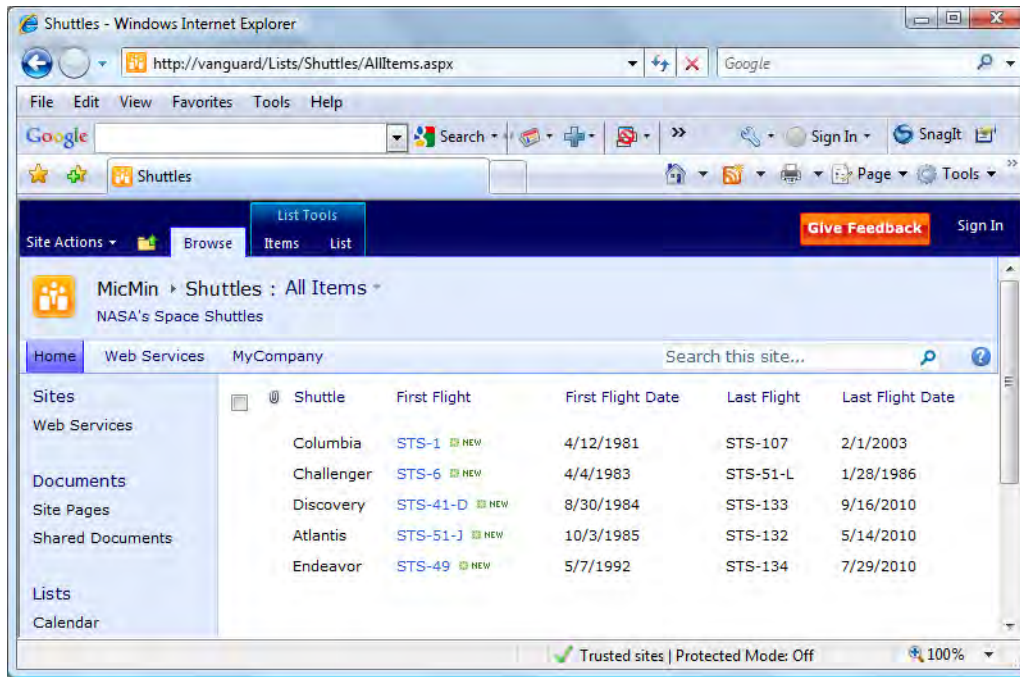 Shuttles - Windows Internet Explorer
http://vanguard/Lists/Shuttles/AllItems.aspx Google
File Edit View Favorites Tools Help
Google Search Sign In SnagIt
Shuttles Page Tools
List Tools
Site Actions Browse Items List Give Feedback Sign In
MicMin Shuttles : All Items
NASA's Space Shuttles
Home Web Services MyCompany Search this site...
Sites Shuttle First Flight First Flight Date Last Flight Last Flight Date
Web Services
Columbia STS-1 NEW 4/12/1981 STS-107 2/1/2003
Challenger STS-6 NEW 4/4/1983 STS-51-L 1/28/1986
Documents
Site Pages Discovery STS-41-D NEW 8/30/1984 STS-133 9/16/2010
Shared Documents Atlantis STS-51-J NEW 10/3/1985 STS-132 5/14/2010
Endeavor STS-49 NEW 5/7/1992 STS-134 7/29/2010
Lists
Calendar
Trusted sites | Protected Mode: Off 100%